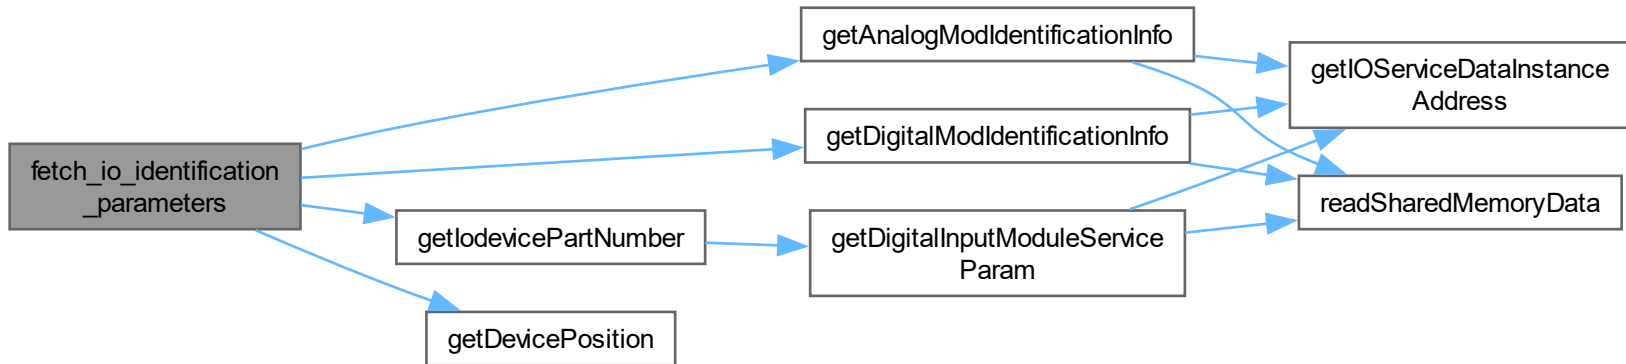 fetch_io_identification
_parameters
getAnalogModIdentificationInfo
getDigitalModIdentificationInfo
getIodevicePartNumber
getDevicePosition
getDigitalInputModuleService
Param
getIOServiceDataInstance
Address
readSharedMemoryData